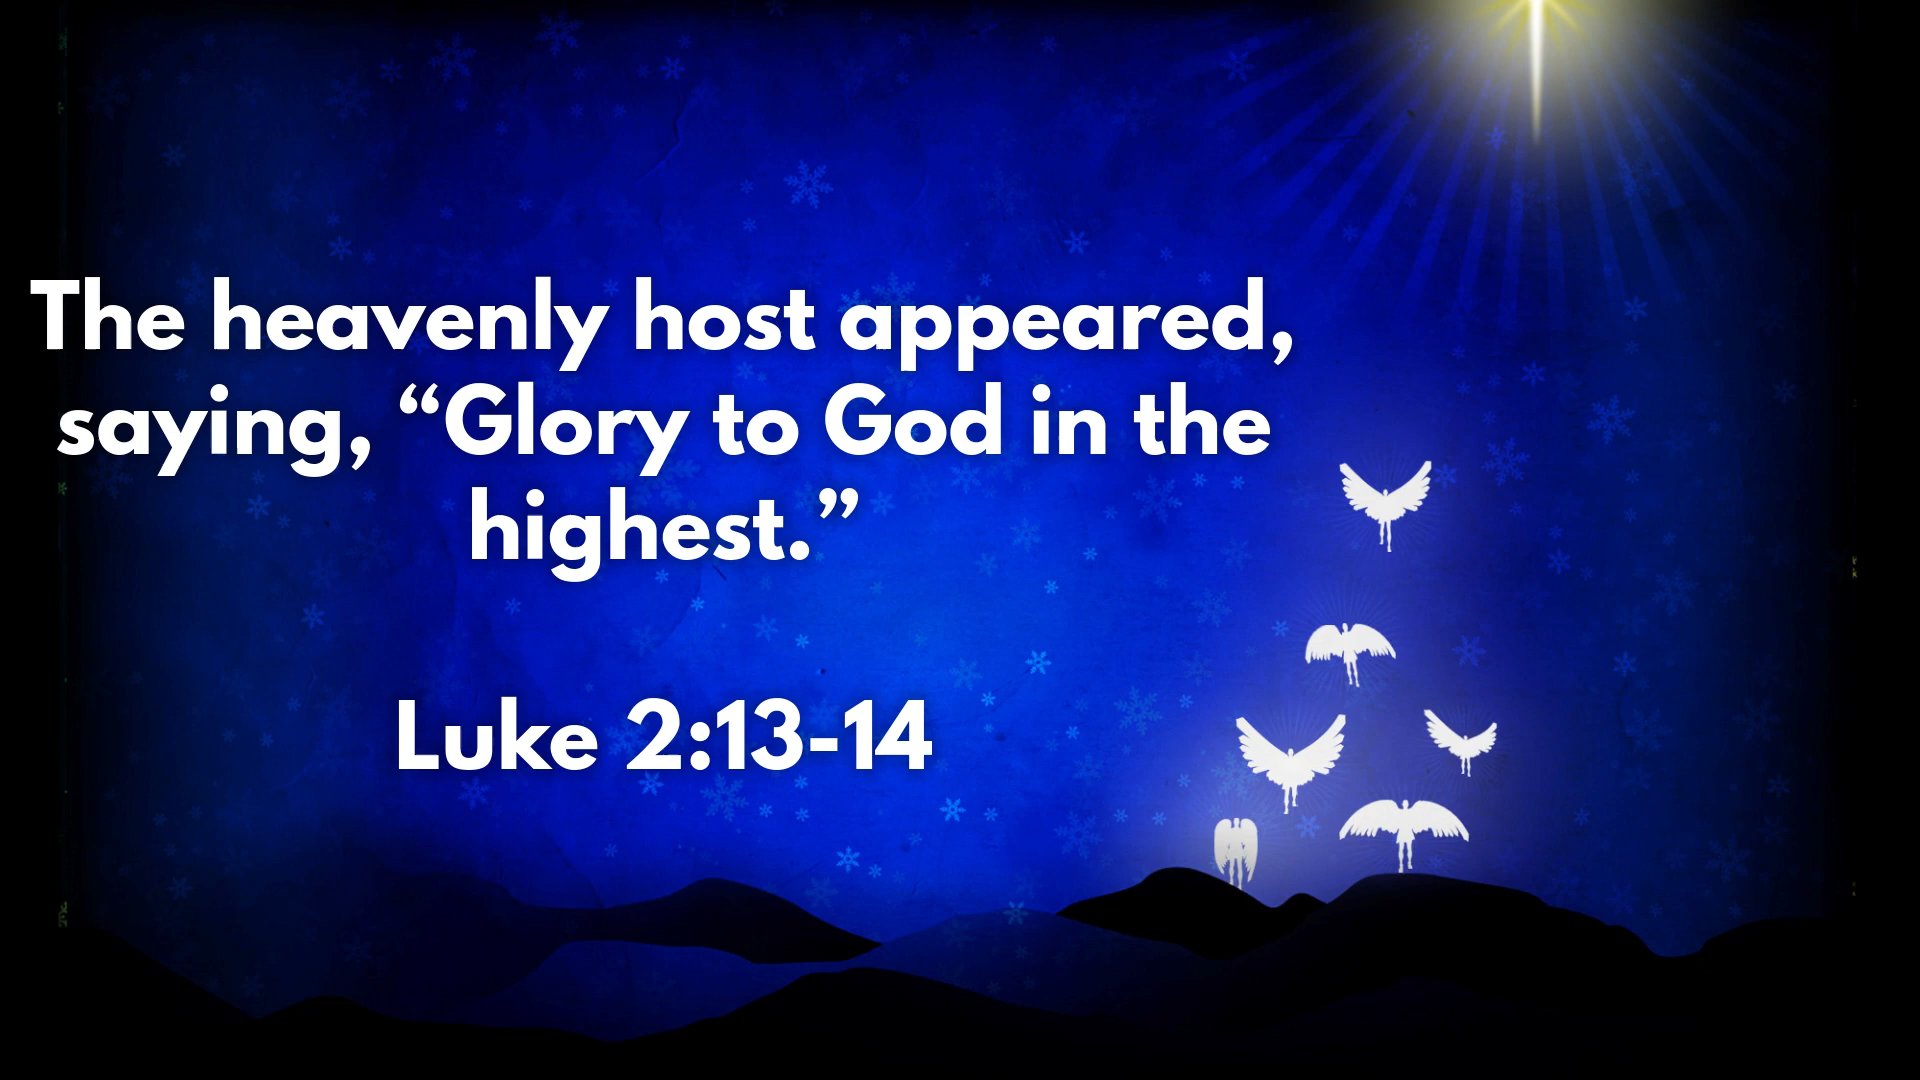 The heavenly host appeared,
saying, “Glory to God in the
highest.”
Luke 2:13-14